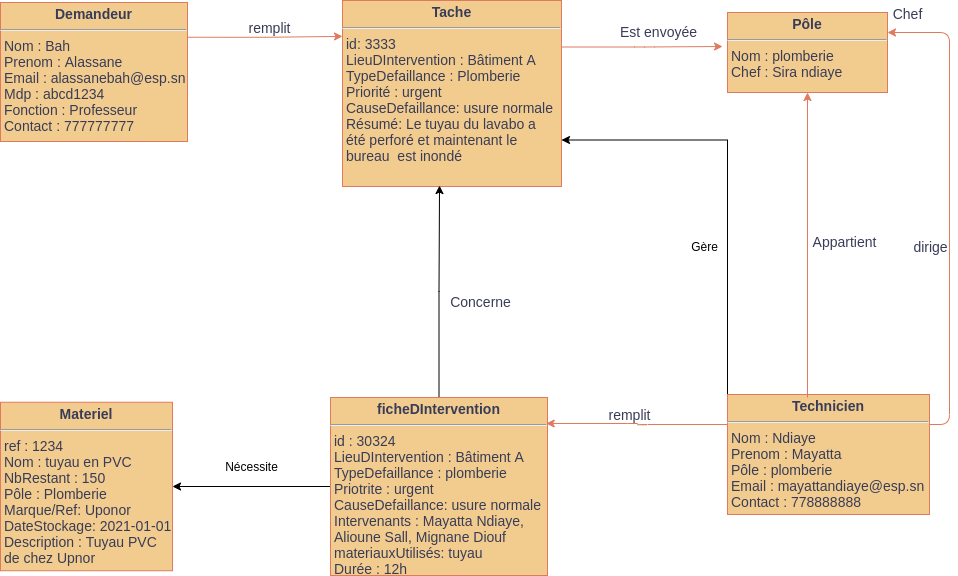 Demandeur
Nom : Bah
Prenom : Alassane
Email : alassanebah@esp.sn
Mdp : abcd1234
Fonction : Professeur
Contact : 777777777
remplit
Tache
id: 3333
LieuDIntervention : Bâtiment A
TypeDefaillance : Plomberie
Priorité : urgent
CauseDefaillance: usure normale
Résumé: Le tuyau du lavabo a
été perforé et maintenant le
bureau est inondé
Est envoyée
Pôle
Nom : plomberie
Chef : Sira ndiaye
Chef
Gère
Appartient
dirige
Concerne
Materiel
ref : 1234
Nom : tuyau en PVC
NbRestant : 150
Pôle : Plomberie
Marque/Ref: Uponor
DateStockage: 2021-01-01
Description : Tuyau PVC
de chez Upnor
Nécessite
ficheDIntervention
id : 30324
LieuDIntervention : Bâtiment A
TypeDefaillance : plomberie
Priotrite : urgent
CauseDefaillance: usure normale
Intervenants : Mayatta Ndiaye,
Alioune Sall, Mignane Diouf
materiauxUtilisés: tuyau
Durée : 12h
remplit
Technicien
Nom : Ndiaye
Prenom : Mayatta
Pôle : plomberie
Email : mayattandiaye@esp.sn
Contact : 778888888